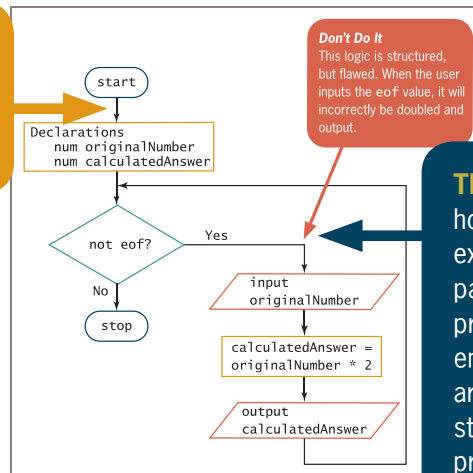 Don't Do It
This logic is structured,
but flawed. When the user
inputs the eof value, it will
incorrectly be doubled and
output.
start
Declarations
num originalNumber
num calculatedAnswer
not eof?
Yes
No
stop
input
originalNumber
calculatedAnswer =
originalNumber * 2
output
calculatedAnswer